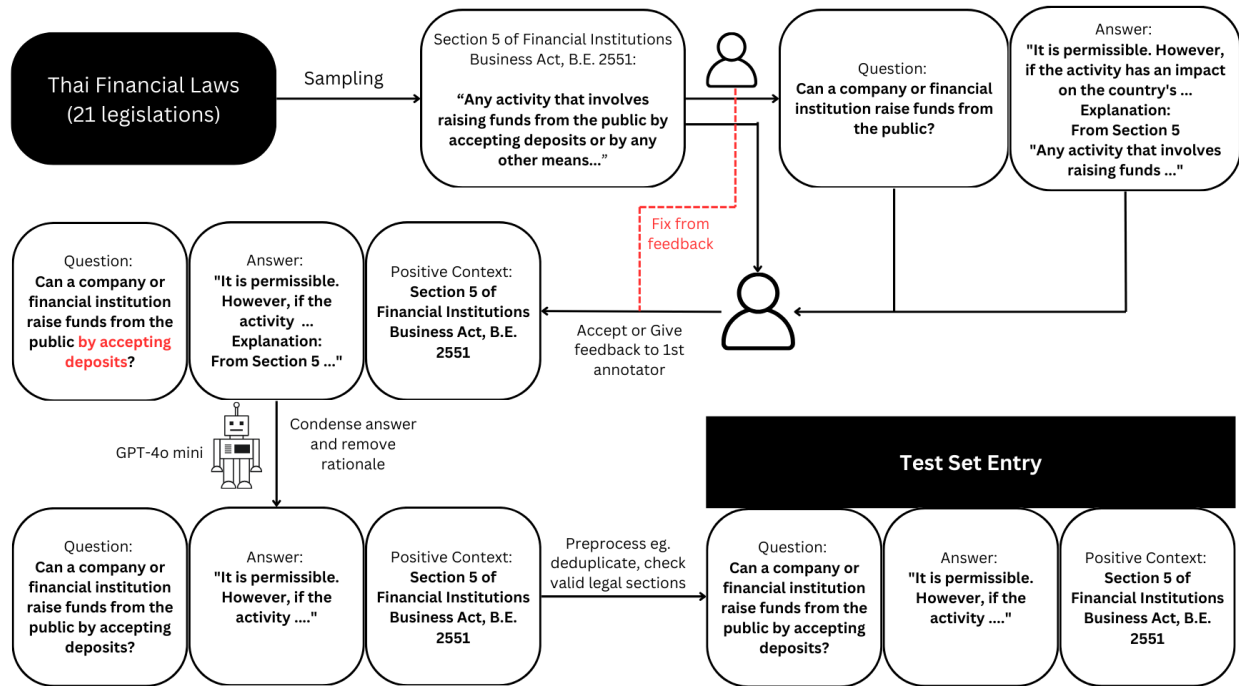 Thai Financial Laws
(21 legislations)
Sampling
Section 5 of Financial Institutions
Business Act, B.E. 2551:
“Any activity that involves
raising funds from the public by
accepting deposits or by any
other means...”
Question:
Can a company or financial
institution raise funds from
the public?
Answer:
"It is permissible. However,
if the activity has an impact
on the country's ...
Explanation:
From Section 5
"Any activity that involves
raising funds ..."
Fix from
feedback
Accept or Give
feedback to 1st
annotator
Question:
Can a company or
financial institution
raise funds from the
public by accepting
deposits?
Answer:
"It is permissible.
However, if the
activity ...
Explanation:
From Section 5 ..."
Positive Context:
Section 5 of
Financial Institutions
Business Act, B.E.
2551
GPT-4o mini
Condense answer
and remove
rationale
Question:
Can a company or
financial institution
raise funds from the
public by accepting
deposits?
Answer:
"It is permissible.
However, if the
activity ...."
Positive Context:
Section 5 of
Financial Institutions
Business Act, B.E.
2551
Preprocess eg.
deduplicate, check
valid legal sections
Test Set Entry
Question:
Can a company or
financial institution
raise funds from the
public by accepting
deposits?
Answer:
"It is permissible.
However, if the
activity ...."
Positive Context:
Section 5 of
Financial Institutions
Business Act, B.E.
2551